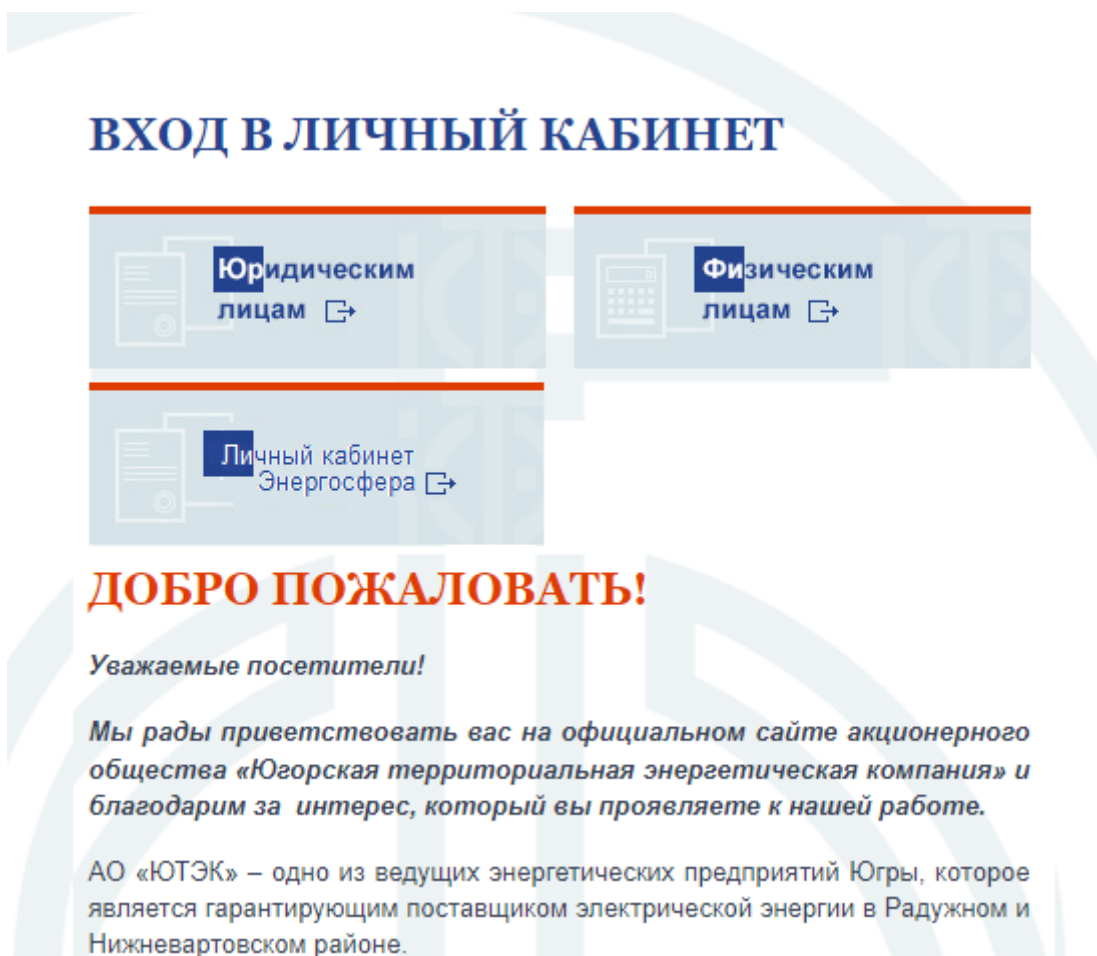 ВХОД В ЛИЧНЫЙ КАБИНЕТ
Юридическим
лицам
Физическим
лицам
Личный кабинет
Энергосфера
ДОБРО ПОЖАЛОВАТЬ!
Уважаемые посетители!
Мы рады приветствовать вас на официальном сайте акционерного
общества «Югорская территориальная энергетическая компания» и
благодарим за интерес, который вы проявляете к нашей работе.
АО «ЮТЭК» – одно из ведущих энергетических предприятий Югры, которое
является гарантирующим поставщиком электрической энергии в Радужном и
Нижневартовском районе.